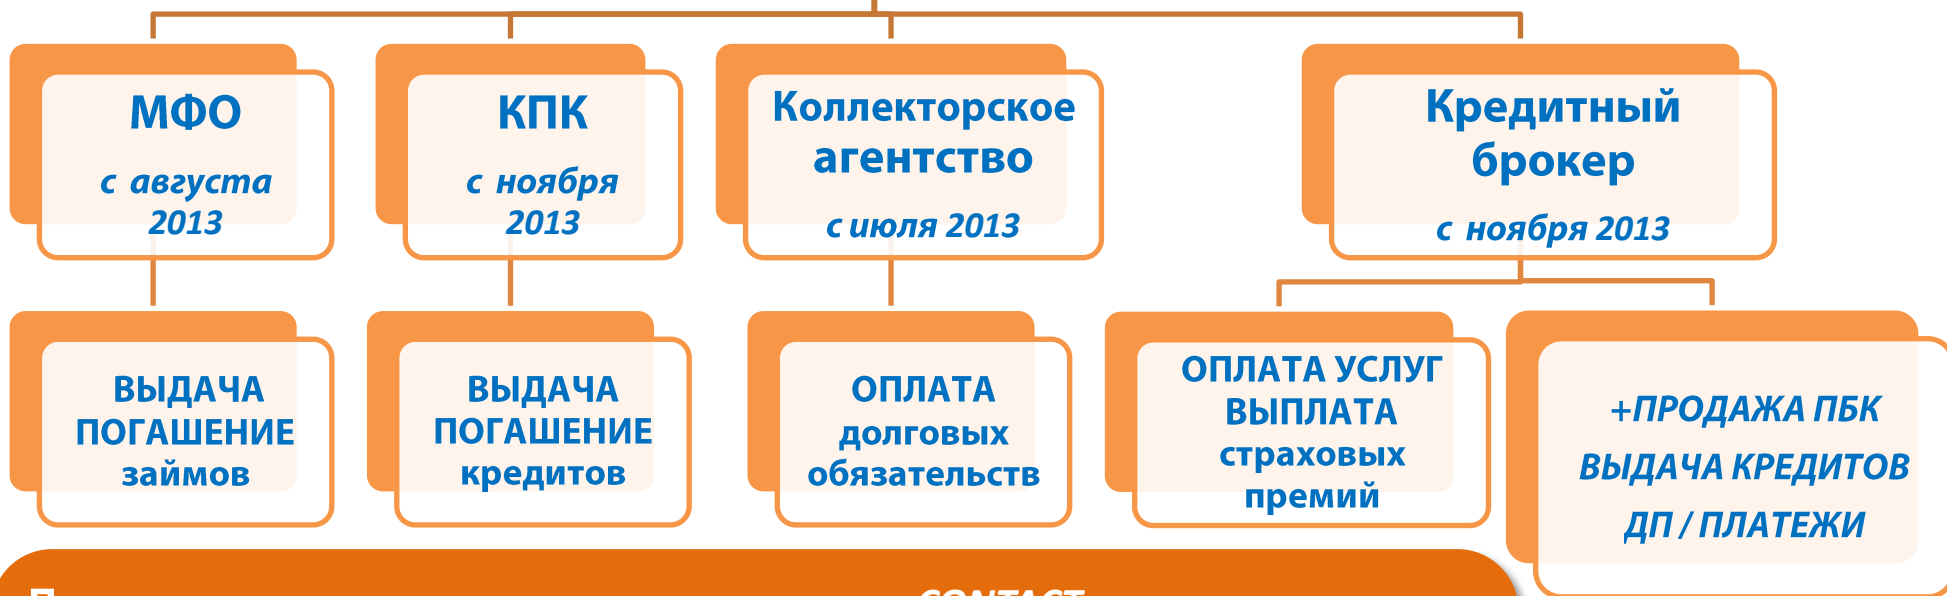 МФО
с августа
2013
КПК
с ноября
2013
Коллекторское
агентство
с июля 2013
Кредитный
брокер
с ноября 2013
ВЫДАЧА
ПОГАШЕНИЕ
займов
ВЫДАЧА
ПОГАШЕНИЕ
кредитов
ОПЛАТА
долговых
обязательств
ОПЛАТА УСЛУГ
ВЫПЛАТА
страховых
премий
+ПРОДАЖА ПБК
ВЫДАЧА КРЕДИТОВ
ДП / ПЛАТЕЖИ
CONTACT